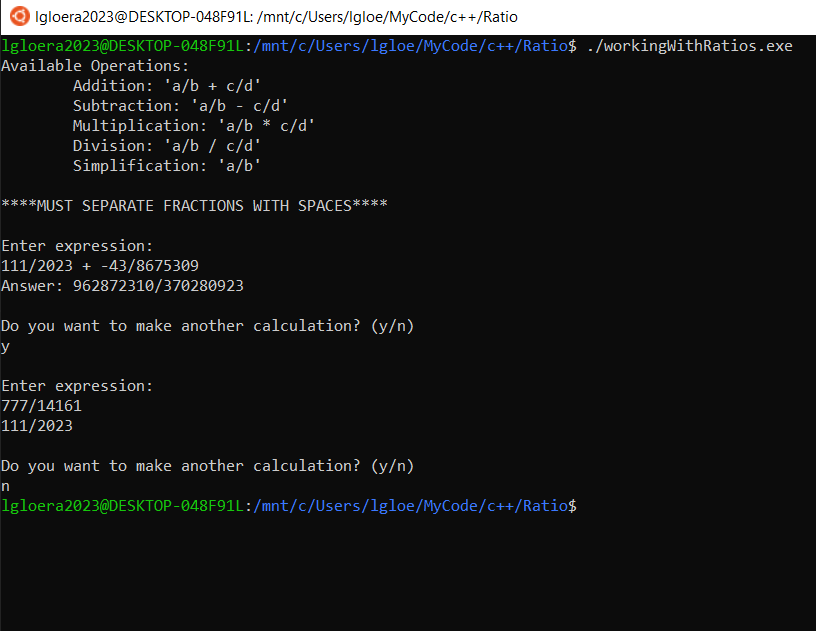 lgloera2023@DESKTOP-048F91L: /mnt/c/Users/lgloe/MyCode/c++/Ratio
lgloera2023@DESKTOP-048F91L:/mnt/c/Users/lgloe/MyCode/c++/Ratio$ ./workingWithRatios.exe
Available Operations:
        Addition: 'a/b + c/d'
        Subtraction: 'a/b - c/d'
        Multiplication: 'a/b * c/d'
        Division: 'a/b / c/d'
        Simplification: 'a/b'

****MUST SEPARATE FRACTIONS WITH SPACES****

Enter expression:
111/2023 + -43/8675309
Answer: 962872310/370280923

Do you want to make another calculation? (y/n)
y

Enter expression:
777/14161
111/2023

Do you want to make another calculation? (y/n)
n
lgloera2023@DESKTOP-048F91L:/mnt/c/Users/lgloe/MyCode/c++/Ratio$